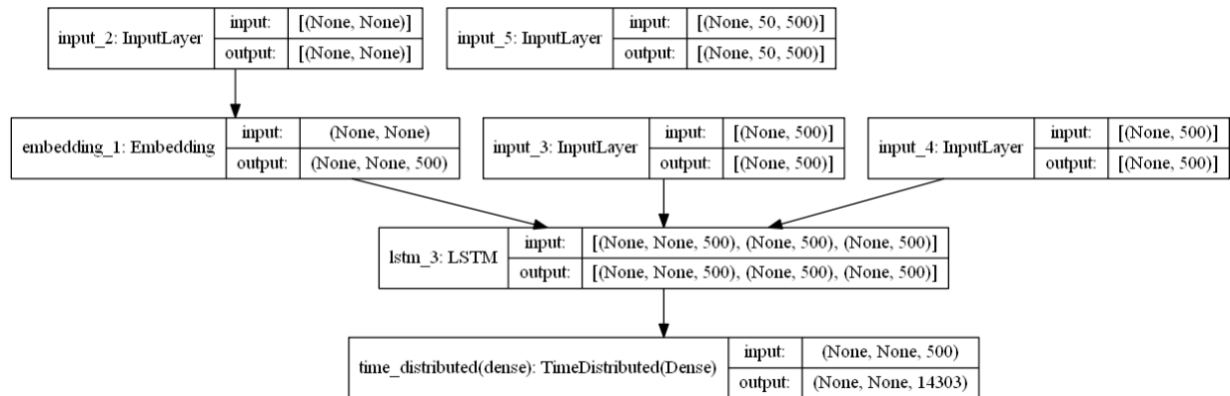 input_2: InputLayer input: [(None, None)] output: [(None, None)]
input_5: InputLayer input: [(None, 50, 500)] output: [(None, 50, 500)]
embedding_1: Embedding input: (None, None) output: (None, None, 500)
input_3: InputLayer input: [(None, 500)] output: [(None, 500)]
input_4: InputLayer input: [(None, 500)] output: [(None, 500)]
lstm_3: LSTM input: [(None, None, 500), (None, 500), (None, 500)] output: [(None, None, 500), (None, 500), (None, 500)]
time_distributed(dense): TimeDistributed(Dense) input: (None, None, 500) output: (None, None, 14303)